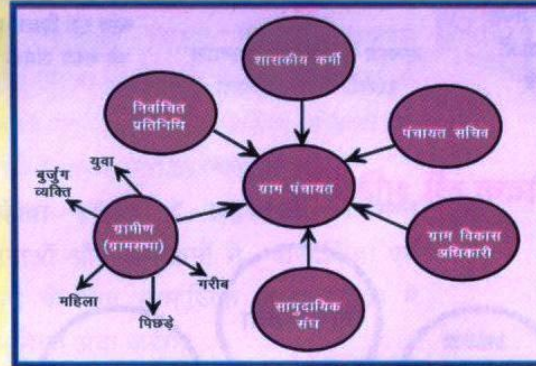 शासकीय कर्मी
निर्वाचित
प्रतिनिधि
पंचायत सचिव
युवा
बुर्जुग
व्यक्ति
ग्राम पंचायत
ग्रामीण
(ग्रामसभा)
ग्राम विकास
अधिकारी
गरीब
महिला
पिछड़े
सामुदायिक
संघ